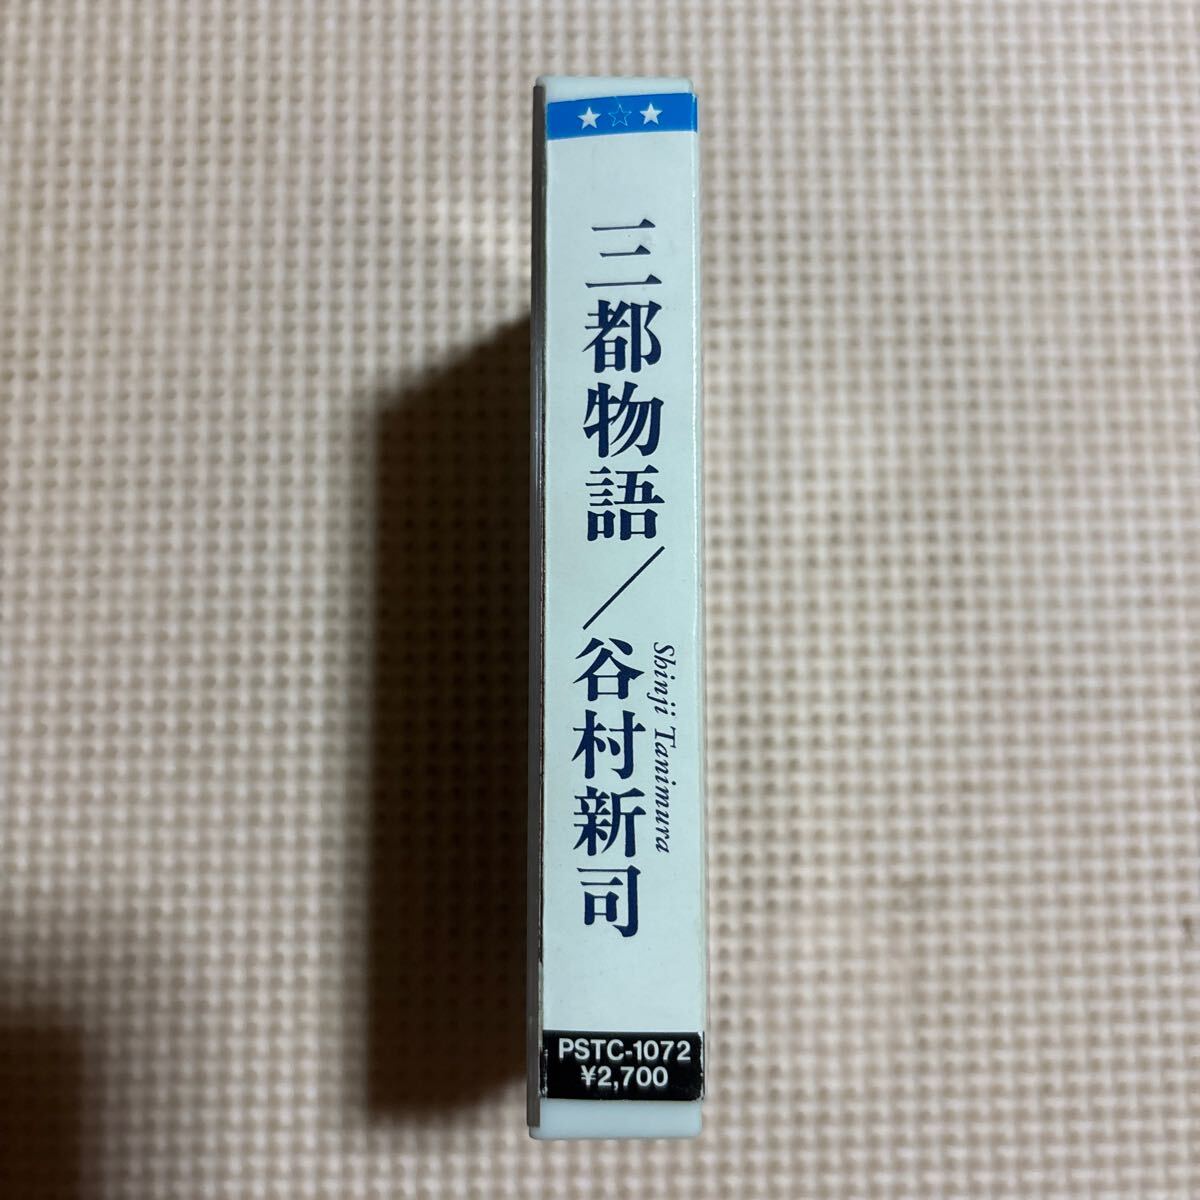 ★☆★
三都物語/谷村新司
Shinji Tanimura
PSTC-1072
¥2,700